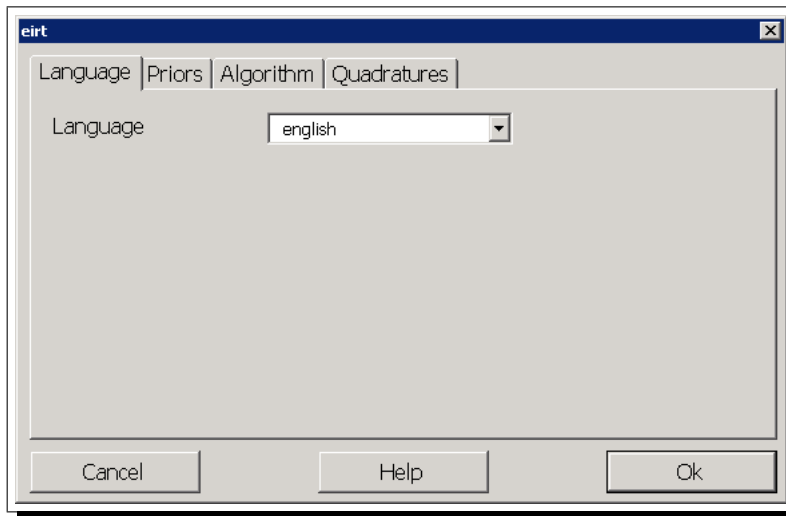 eirt
Language Priors Algorithm Quadratures
Language english
Cancel Help Ok